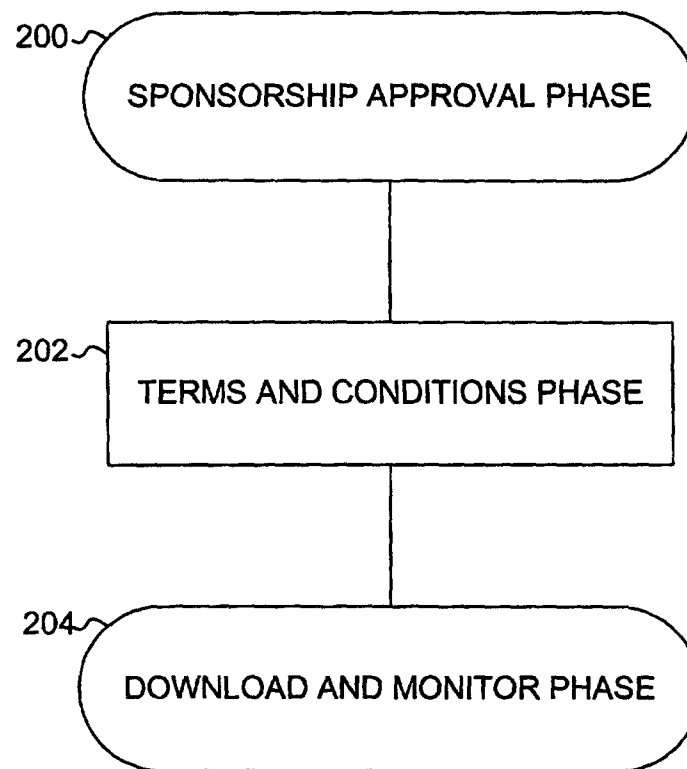 200
SPONSORSHIP APPROVAL PHASE
202
TERMS AND CONDITIONS PHASE
204
DOWNLOAD AND MONITOR PHASE